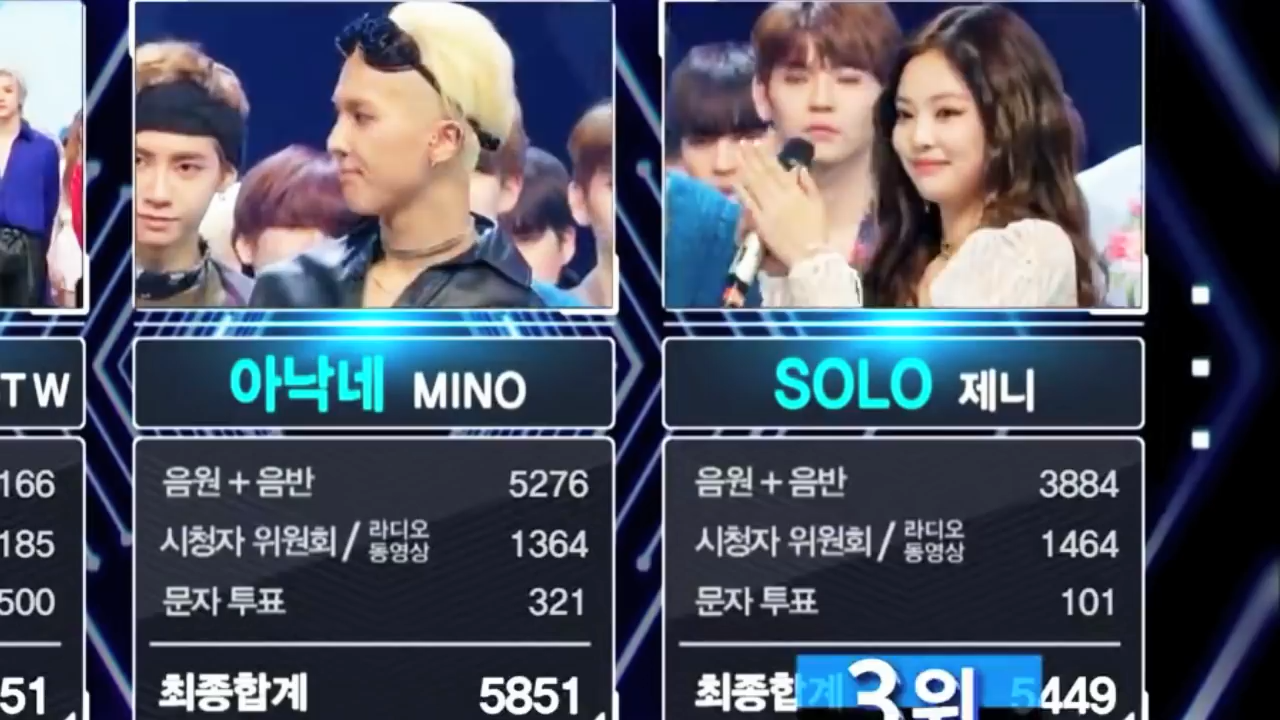 T W
166
185
500
51
아낙네 MINO
음원 + 음반 5276
시청자 위원회 / 라디오 동영상 1364
문자 투표 321
최종합계 5851
SOLO 제니
음원 + 음반 3884
시청자 위원회 / 라디오 동영상 1464
문자 투표 101
최종합계 5449
3위